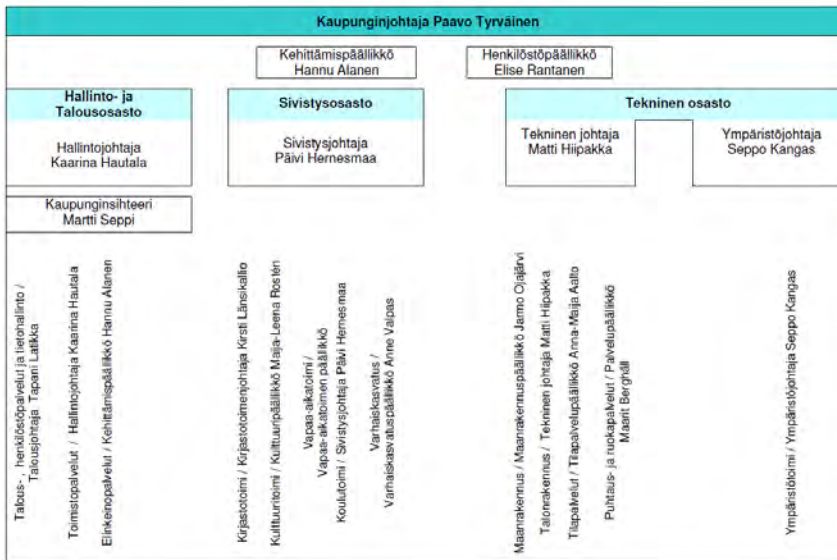 Kaupunginjohtaja Paavo Tyrväinen
Kehittämispäällikkö
Hannu Alanen
Henkilöstöpäällikkö
Elise Rantanen
Hallinto- ja
Talousosasto
Hallintojohtaja
Kaarina Hautala
Kaupunginsihteeri
Martti Seppi
Sivistysosasto
Sivistysjohtaja
Päivi Hernesmaa
Tekninen osasto
Tekninen johtaja
Matti Hiipakka
Ympäristöjohtaja
Seppo Kangas
Talous- , henkilöstöpalvelut ja tietohallinto /
Talousjohtaja Tapani Latikka
Toimistopalvelut / Hallintojohtaja Kaarina Hautala
Elinkeinopalvelut / Kehittämispäällikkö Hannu Alanen
Kirjastotoimi / Kirjastotoimenjohtaja Kirsti Länsikallio
Kulttuuritoimi / Kulttuuripäällikkö Maija-Leena Rostén
Vapaa-aikatoimi /
Vapaa-aikatoimen päällikkö
Koulutoimi / Sivistysjohtaja Päivi Hernesmaa
Varhaiskasvatus /
Varhaiskasvatuspäällikkö Anne Valpas
Maanrakennus / Maanrakennuspäällikkö Jarmo Ojajärvi
Talonrakennus / Tekninen johtaja Matti Hiipakka
Tilapalvelut / Tilapalvelupäällikkö Anna-Maija Aalto
Puhtaus- ja ruokapalvelut / Palvelupäällikkö
Maarit Berghäll
Ympäristötoimi / Ympäristöjohtaja Seppo Kangas